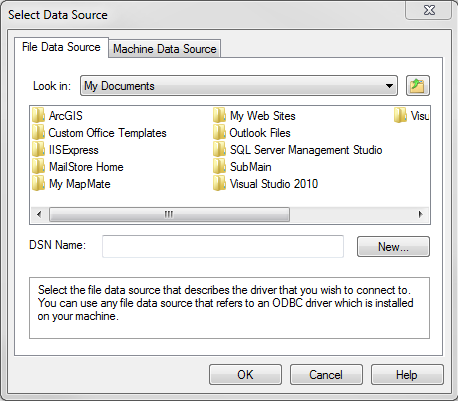 Select Data Source
File Data Source
Machine Data Source
Look in:
My Documents
ArcGIS
Custom Office Templates
IISExpress
MailStore Home
My MapMate
My Web Sites
Outlook Files
SQL Server Management Studio
SubMain
Visual Studio 2010
Visu
DSN Name:
New...
Select the file data source that describes the driver that you wish to connect to.
You can use any file data source that refers to an ODBC driver which is installed
on your machine.
OK
Cancel
Help